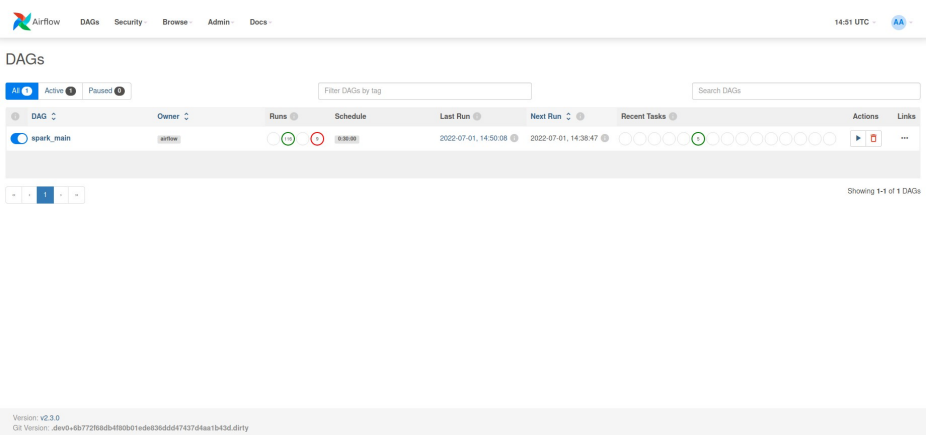 Airflow DAGs Security Browse Admin Docs 14:51 UTC AA
DAGs
All 1 Active 1 Paused 0 Filter DAGs by tag Search DAGs
DAG Owner Runs Schedule Last Run Next Run Recent Tasks Actions Links
spark_main airflow 0:30:00 2022-07-01, 14:50:08 2022-07-01, 14:38:47 ...
« ‹ 1 › » Showing 1-1 of 1 DAGs
Version: v2.3.0
Git Version: .dev0+6b772f68db4f80b01ede836ddd47437d4aa1b43d.dirty